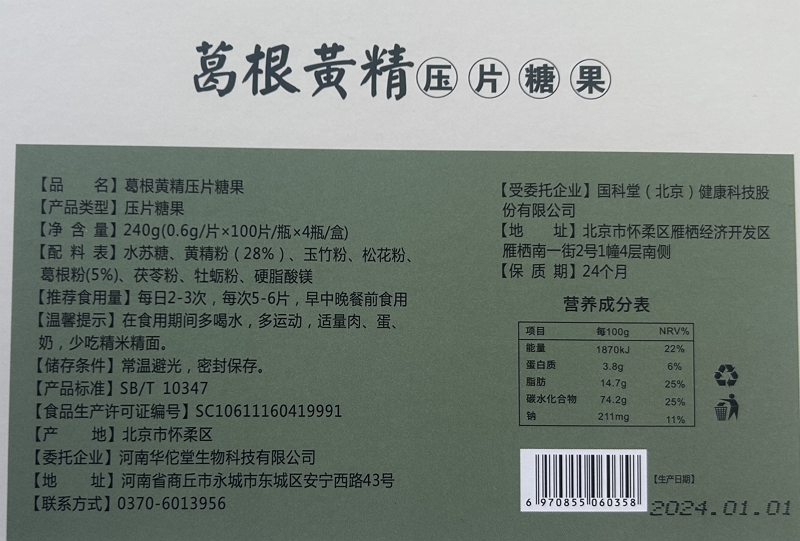 葛根黄精压片糖果
【品 名】葛根黄精压片糖果
【产品类型】压片糖果
【净 含 量】240g(0.6g/片×100片/瓶×4瓶/盒)
【配 料 表】水苏糖、黄精粉（28%）、玉竹粉、松花粉、
葛根粉(5%)、茯苓粉、牡蛎粉、硬脂酸镁
【推荐食用量】每日2-3次，每次5-6片，早中晚餐前食用
【温馨提示】在食用期间多喝水，多运动，适量肉、蛋、
奶，少吃精米精面。
【储存条件】常温避光，密封保存。
【产品标准】SB/T 10347
【食品生产许可证编号】SC10611160419991
【产 地】北京市怀柔区
【委托企业】河南华佗堂生物科技有限公司
【地 址】河南省商丘市永城市东城区安宁西路43号
【联系方式】0370-6013956
【受委托企业】国科堂（北京）健康科技股
份有限公司
【地 址】北京市怀柔区雁栖经济开发区
雁栖南一街2号1幢4层南侧
【保 质 期】24个月
营养成分表
项目 每100g NRV%
能量 1870kJ 22%
蛋白质 3.8g 6%
脂肪 14.7g 25%
碳水化合物 74.2g 25%
钠 211mg 11%
6 970855 060358
【生产日期】
2024.01.01